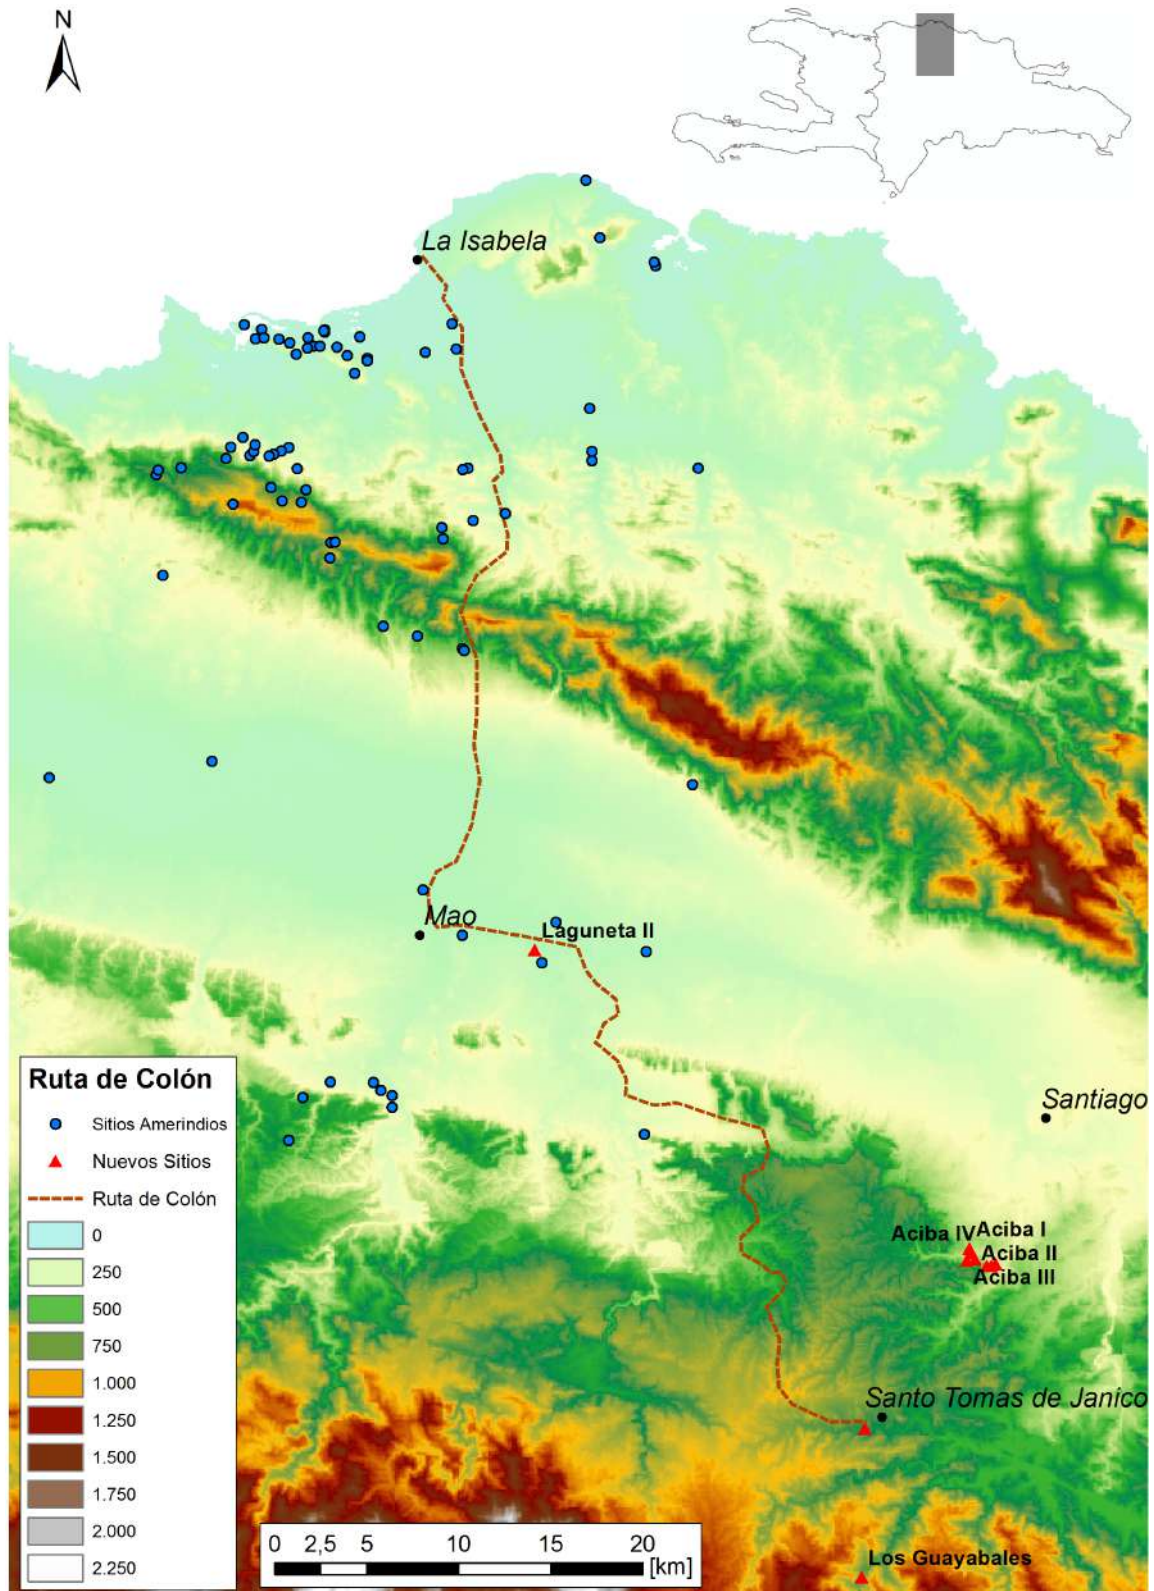 N
La Isabela
Mao
Laguneta II
Santiago
Aciba IV
Aciba I
Aciba II
Aciba III
Santo Tomas de Janico
Los Guayabales
Ruta de Colón
Sitios Amerindios
Nuevos Sitios
Ruta de Colón
0
250
500
750
1.000
1.250
1.500
1.750
2.000
2.250
0 2,5 5 10 15 20
[km]